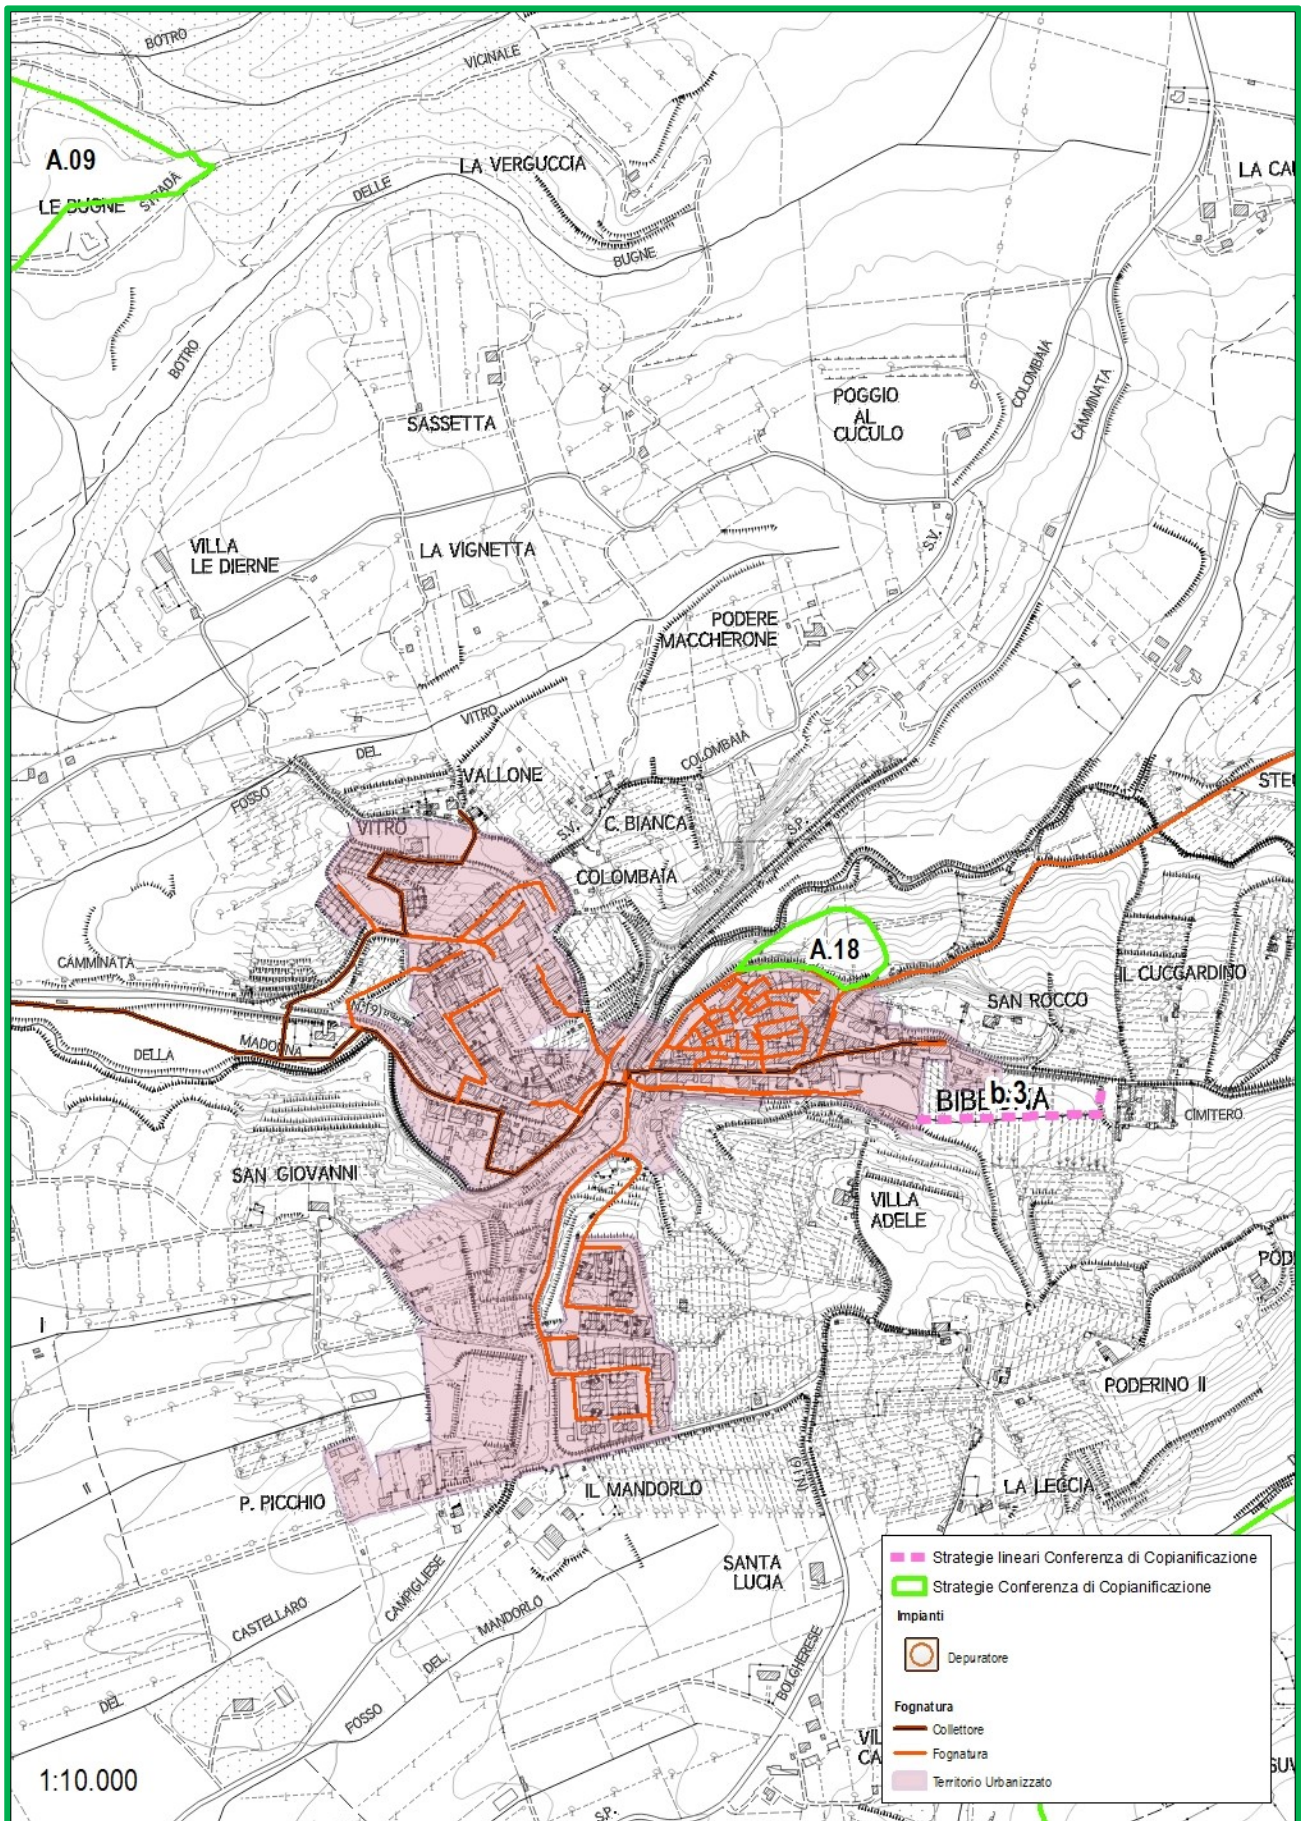 BOTRO
VICINALE
A.09
LA VERGUCCIA
LE BUGNE
STRADA
DELLE
BUGNE
BOTRO
COLOMBAIA
CAMMINATA
POGGIO
AL
CUCULO
SASSETTA
VILLA
LE DIERNE
LA VIGNETTA
S.V.
PODERE
MACCHERONE
VITRO
DEL
COLOMBAIA
FOSSO
VALLONE
S.V.
C. BIANCA
S.P.
VITRO
COLOMBAIA
A.18
CAMMINATA
IL CUCCARDINO
SAN ROCCO
(N.19)
DELLA
MADONNA
b.3
CIMITERO
SAN GIOVANNI
VILLA
ADELE
I
PODERINO II
II
P. PICCHIO
IL MANDORLO
(N.16)
LA LECCIA
SANTA
LUCIA
CASTELLARO
CAMPIGLIESE
MANDORLO
DEL
BOLGHERESE
DEL
FOSSO
S.P.
1:10.000
Strategie lineari Conferenza di Copianificazione
Strategie Conferenza di Copianificazione
Impianti
Depuratore
Fognatura
Collettore
Fognatura
Territorio Urbanizzato